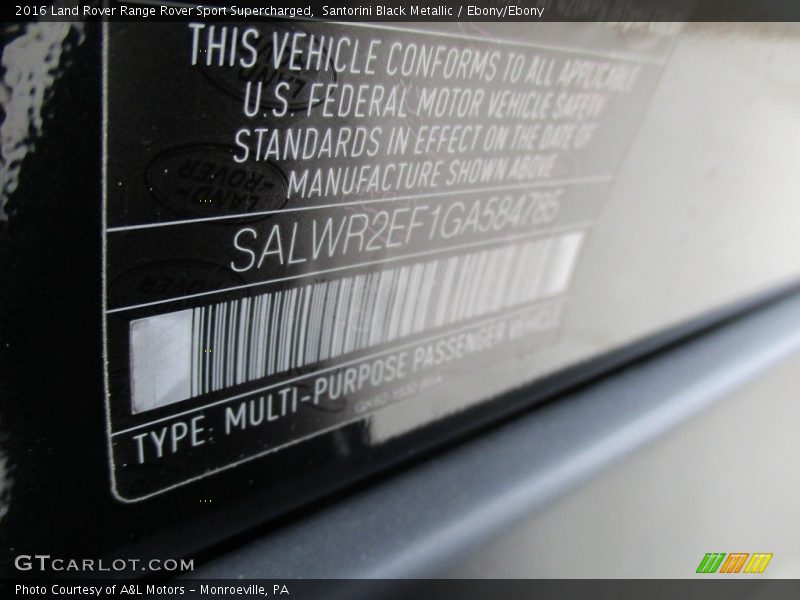 2016 Land Rover Range Rover Sport Supercharged, Santorini Black Metallic / Ebony/Ebony
THIS VEHICLE CONFORMS TO ALL APPLICABLE
U.S. FEDERAL MOTOR VEHICLE SAFETY
STANDARDS IN EFFECT ON THE DATE OF
MANUFACTURE SHOWN ABOVE
LAND-
-ROVER
SALWR2EF1GA584785
TYPE: MULTI-PURPOSE PASSENGER VEHICLE
GTCARLOT.COM
Photo Courtesy of A&L Motors - Monroeville, PA